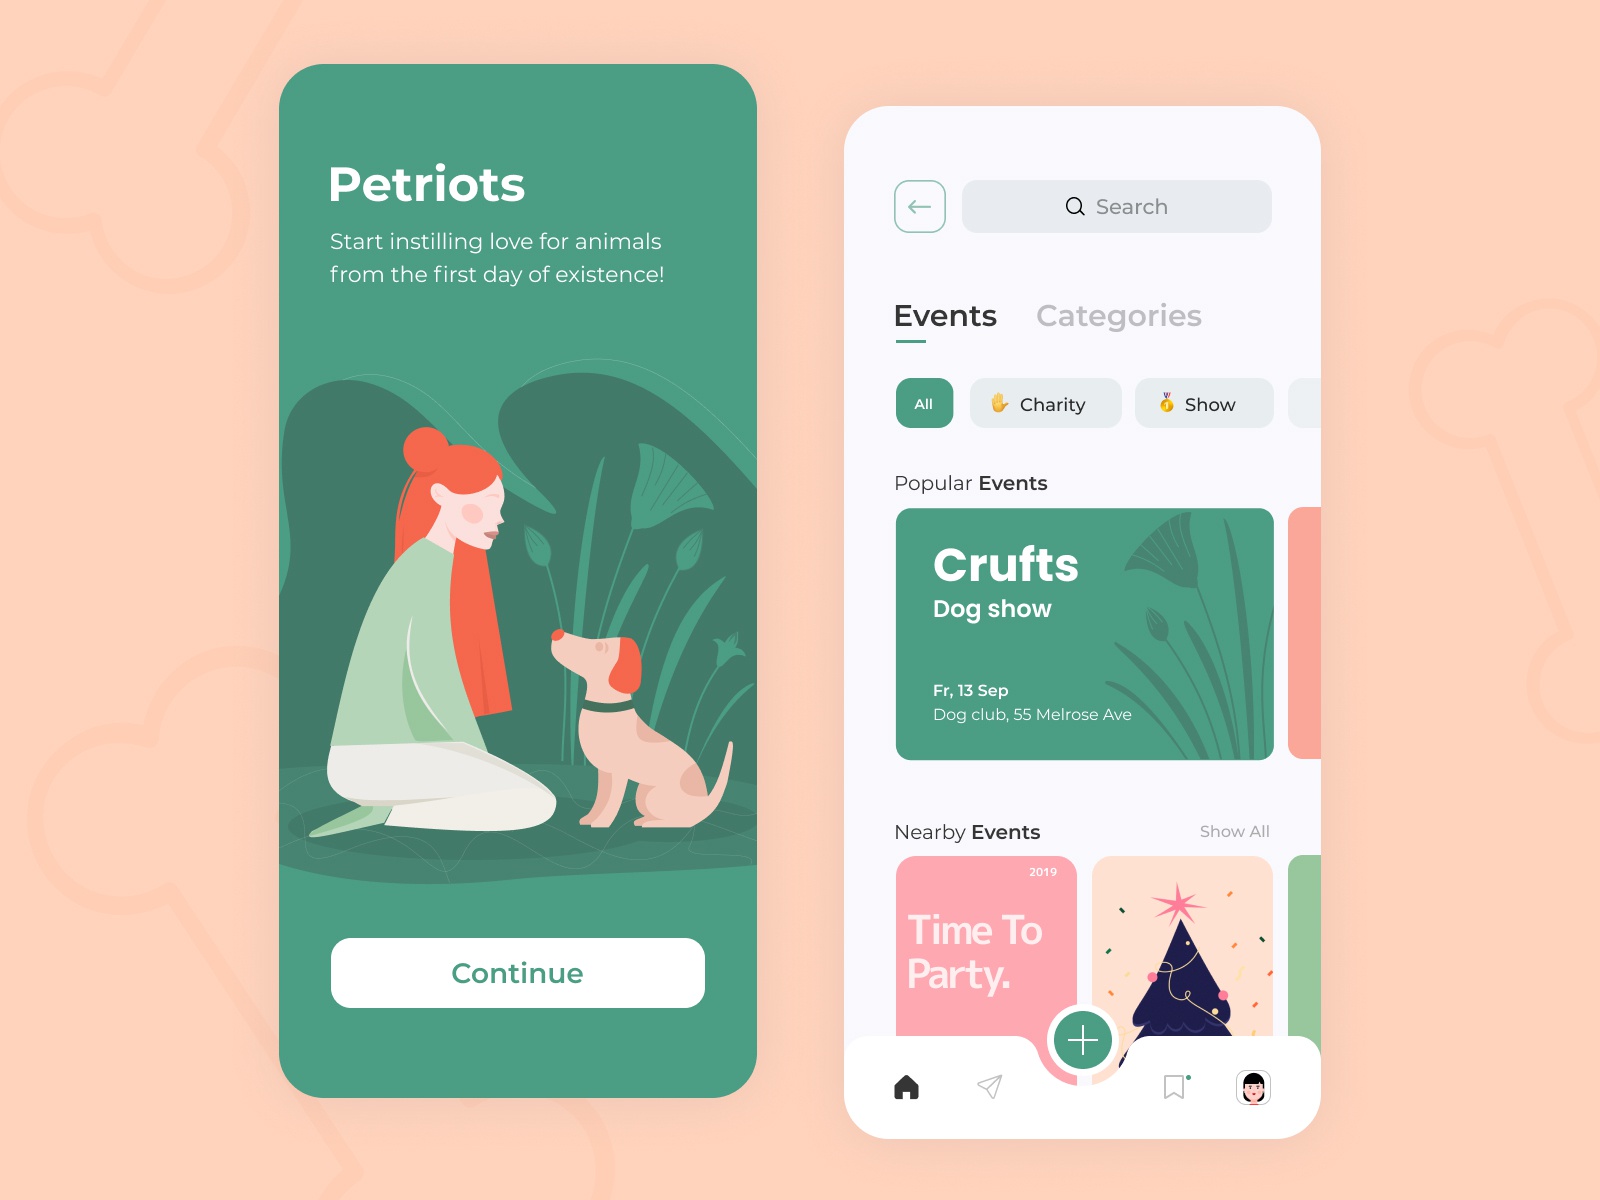 Petriots
Start instilling love for animals
from the first day of existence!
Continue
Search
Events
Categories
All
Charity
Show
Popular Events
Crufts
Dog show
Fr, 13 Sep
Dog club, 55 Melrose Ave
Nearby Events
Show All
2019
Time To
Party.